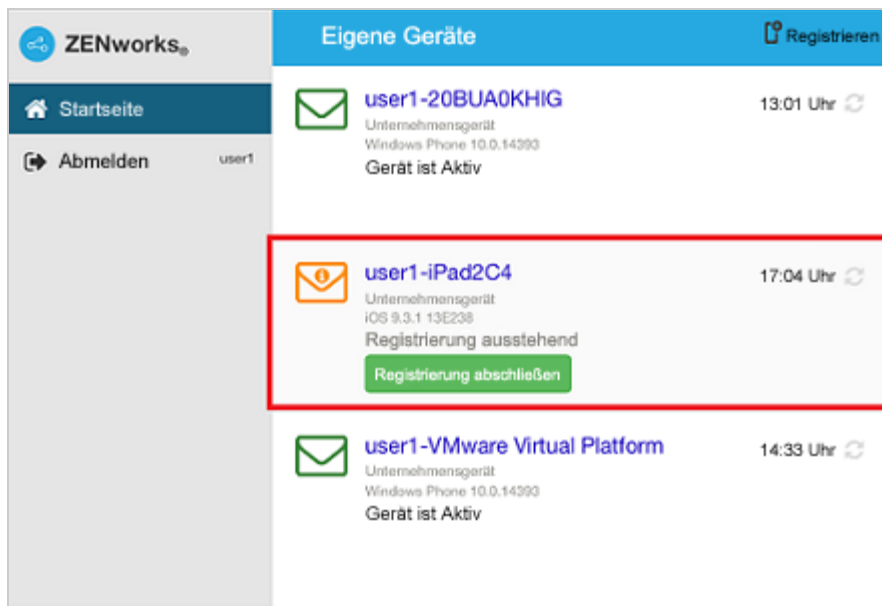 ZENworks®
Eigene Geräte
Registrieren
Startseite
Abmelden user1
user1-20BUA0KHIG 13:01 Uhr
Unternehmensgerät
Windows Phone 10.0.14393
Gerät ist Aktiv
user1-iPad2C4 17:04 Uhr
Unternehmensgerät
iOS 9.3.1 13E238
Registrierung ausstehend
Registrierung abschließen
user1-VMware Virtual Platform 14:33 Uhr
Unternehmensgerät
Windows Phone 10.0.14393
Gerät ist Aktiv